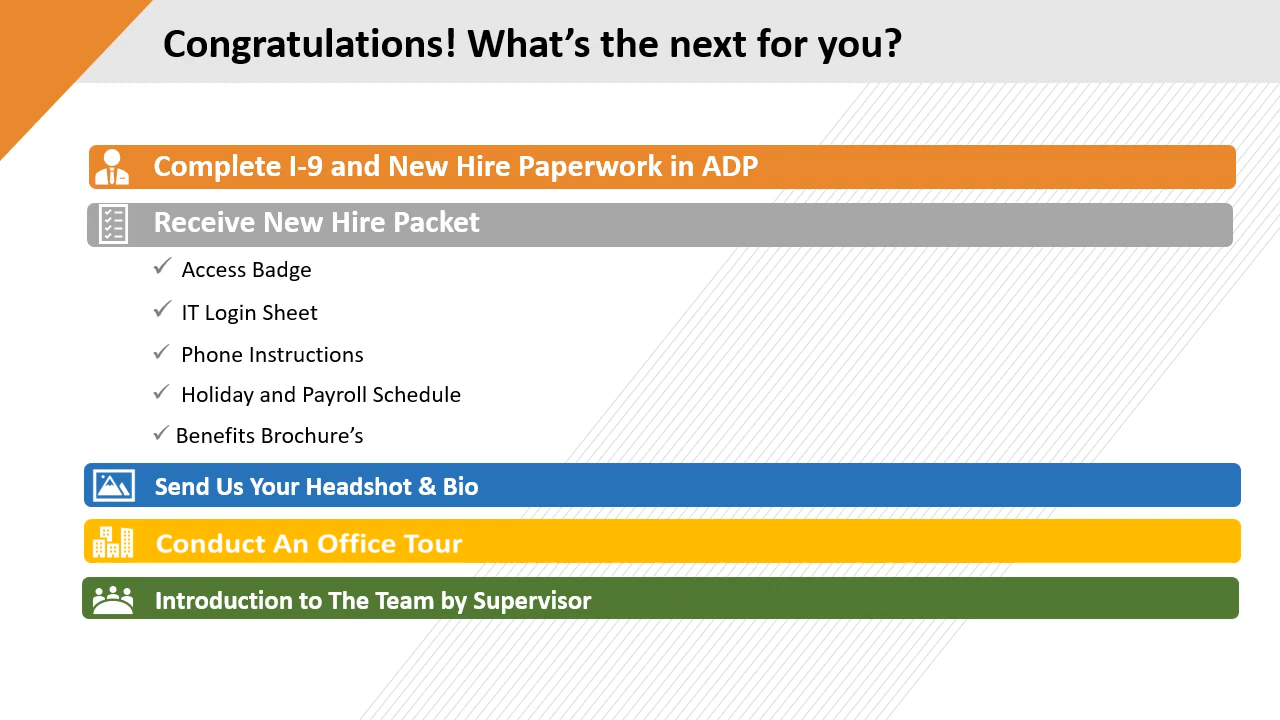 Congratulations! What’s the next for you?
Complete I-9 and New Hire Paperwork in ADP
Receive New Hire Packet
✓ Access Badge
✓ IT Login Sheet
✓ Phone Instructions
✓ Holiday and Payroll Schedule
✓ Benefits Brochure’s
Send Us Your Headshot & Bio
Conduct An Office Tour
Introduction to The Team by Supervisor